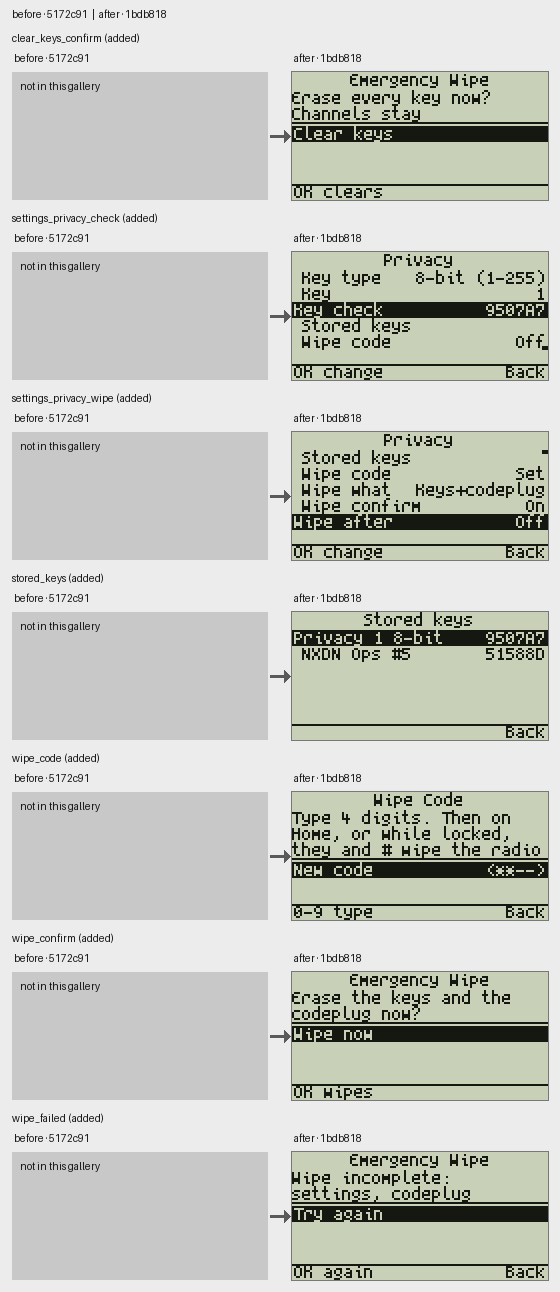 before · 5172c91 | after · 1bdb818
clear_keys_confirm (added)
before · 5172c91
after · 1bdb818
not in this gallery
Emergency Wipe
Erase every key now?
Channels stay
Clear keys
OK clears
settings_privacy_check (added)
before · 5172c91
after · 1bdb818
not in this gallery
Privacy
Key type 8-bit (1-255)
Key 1
Key check 9507A7
Stored keys
Wipe code Off
OK change Back
settings_privacy_wipe (added)
before · 5172c91
after · 1bdb818
not in this gallery
Privacy
Stored keys
Wipe code Set
Wipe what Keys+codeplug
Wipe confirm On
Wipe after Off
OK change Back
stored_keys (added)
before · 5172c91
after · 1bdb818
not in this gallery
Stored keys
Privacy 1 8-bit 9507A7
NXDN Ops #5 51588D
Back
wipe_code (added)
before · 5172c91
after · 1bdb818
not in this gallery
Wipe Code
Type 4 digits. Then on
Home, or while locked,
they and # wipe the radio
New code (**--)
0-9 type Back
wipe_confirm (added)
before · 5172c91
after · 1bdb818
not in this gallery
Emergency Wipe
Erase the keys and the
codeplug now?
Wipe now
OK wipes
wipe_failed (added)
before · 5172c91
after · 1bdb818
not in this gallery
Emergency Wipe
Wipe incomplete:
settings, codeplug
Try again
OK again Back